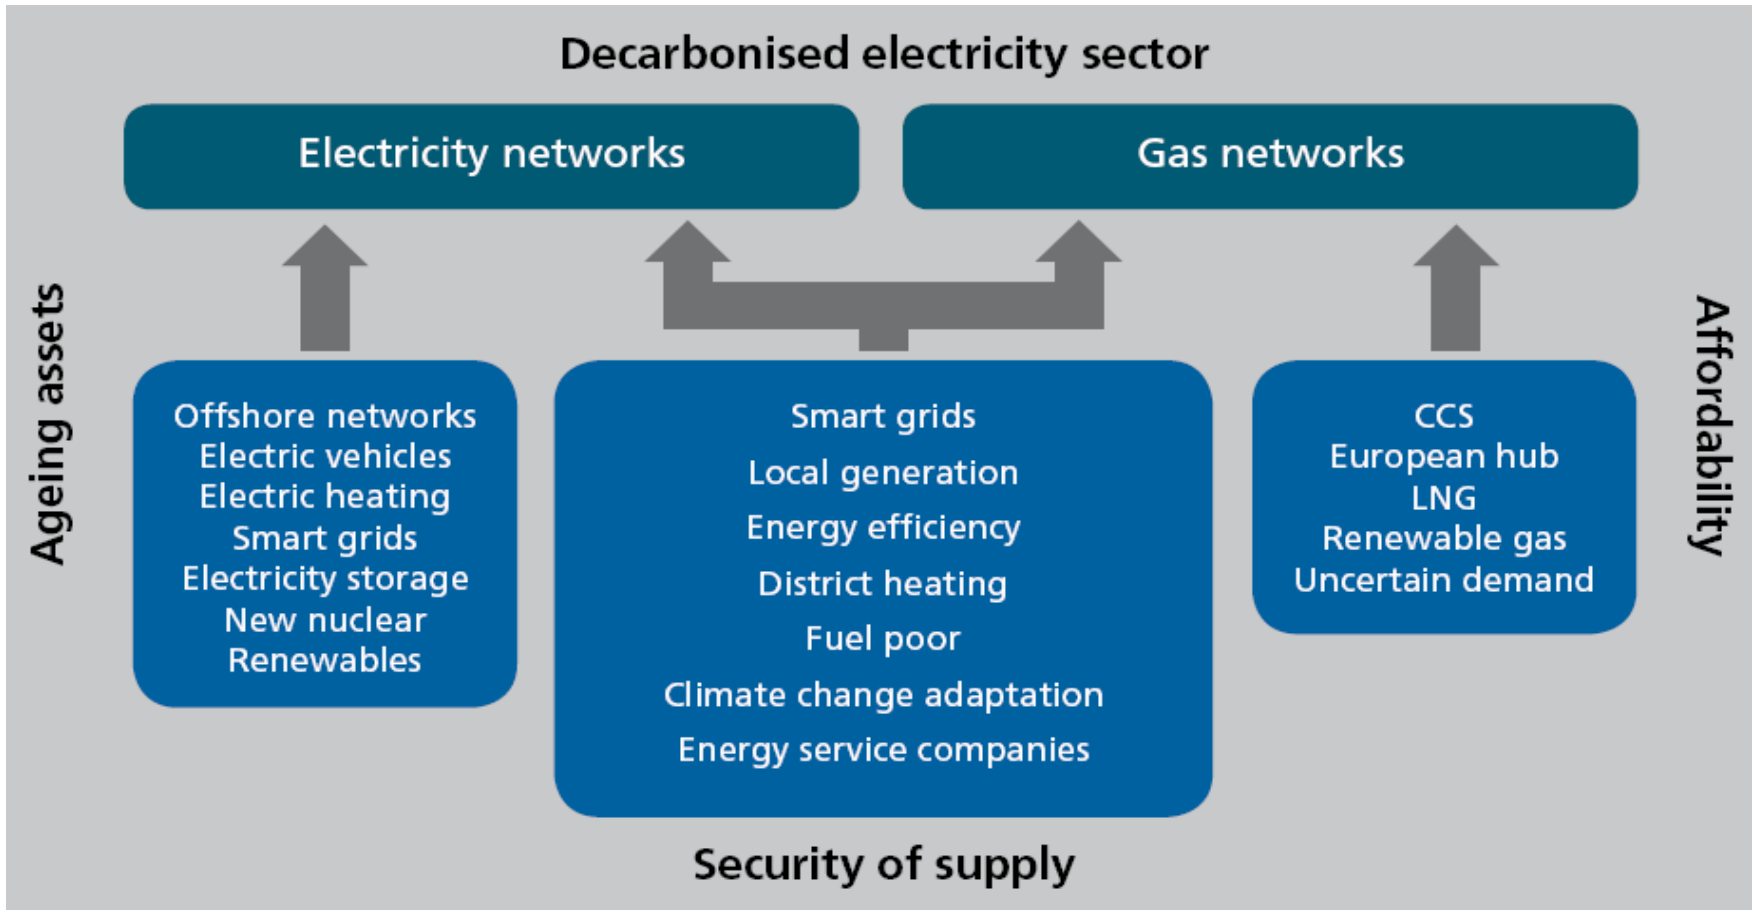 Decarbonised electricity sector
Electricity networks
Gas networks
Ageing assets
Offshore networks
Electric vehicles
Electric heating
Smart grids
Electricity storage
New nuclear
Renewables
Smart grids
Local generation
Energy efficiency
District heating
Fuel poor
Climate change adaptation
Energy service companies
CCS
European hub
LNG
Renewable gas
Uncertain demand
Affordability
Security of supply